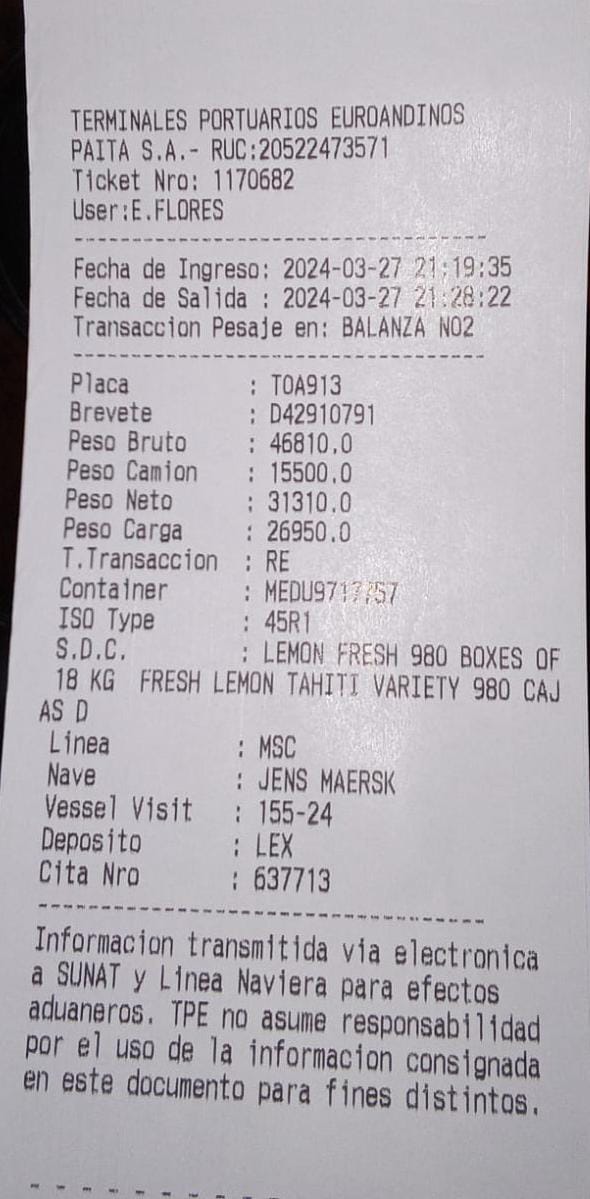 TERMINALES PORTUARIOS EUROANDINOS
PAITA S.A.- RUC:20522473571
Ticket Nro: 1170682
User:E.FLORES
Fecha de Ingreso: 2024-03-27 21:19:35
Fecha de Salida : 2024-03-27 21:28:22
Transaccion Pesaje en: BALANZA NO2
Placa : TOA913
Brevete : D42910791
Peso Bruto : 46810.0
Peso Camion : 15500.0
Peso Neto : 31310.0
Peso Carga : 26950.0
T.Transaccion : RE
Container : MEDU9717757
ISO Type : 45R1
S.D.C. : LEMON FRESH 980 BOXES OF
18 KG FRESH LEMON TAHITI VARIETY 980 CAJ
AS D
Linea : MSC
Nave : JENS MAERSK
Vessel Visit : 155-24
Deposito : LEX
Cita Nro : 637713
Informacion transmitida via electronica
a SUNAT y Linea Naviera para efectos
aduaneros. TPE no asume responsabilidad
por el uso de la informacion consignada
en este documento para fines distintos.